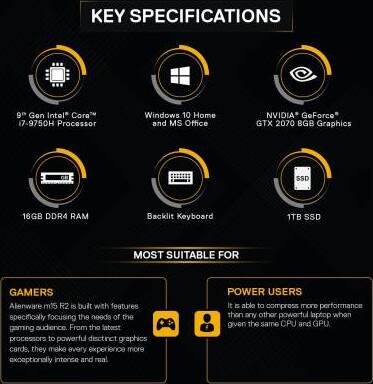 KEY SPECIFICATIONS
9th Gen Intel® Core™
i7-9750H Processor
Windows 10 Home
and MS Office
NVIDIA® GeForce®
GTX 2070 8GB Graphics
GB
16GB DDR4 RAM
Backlit Keyboard
SSD
1TB SSD
MOST SUITABLE FOR
GAMERS
Alienware m15 R2 is built with features
specifically focusing the needs of the
gaming audience. From the latest
processors to powerful disctinct graphics
cards, they make every experience more
exceptionally intense and real.
POWER USERS
It is able to compress more performance
than any other powerful laptop when
given the same CPU and GPU.